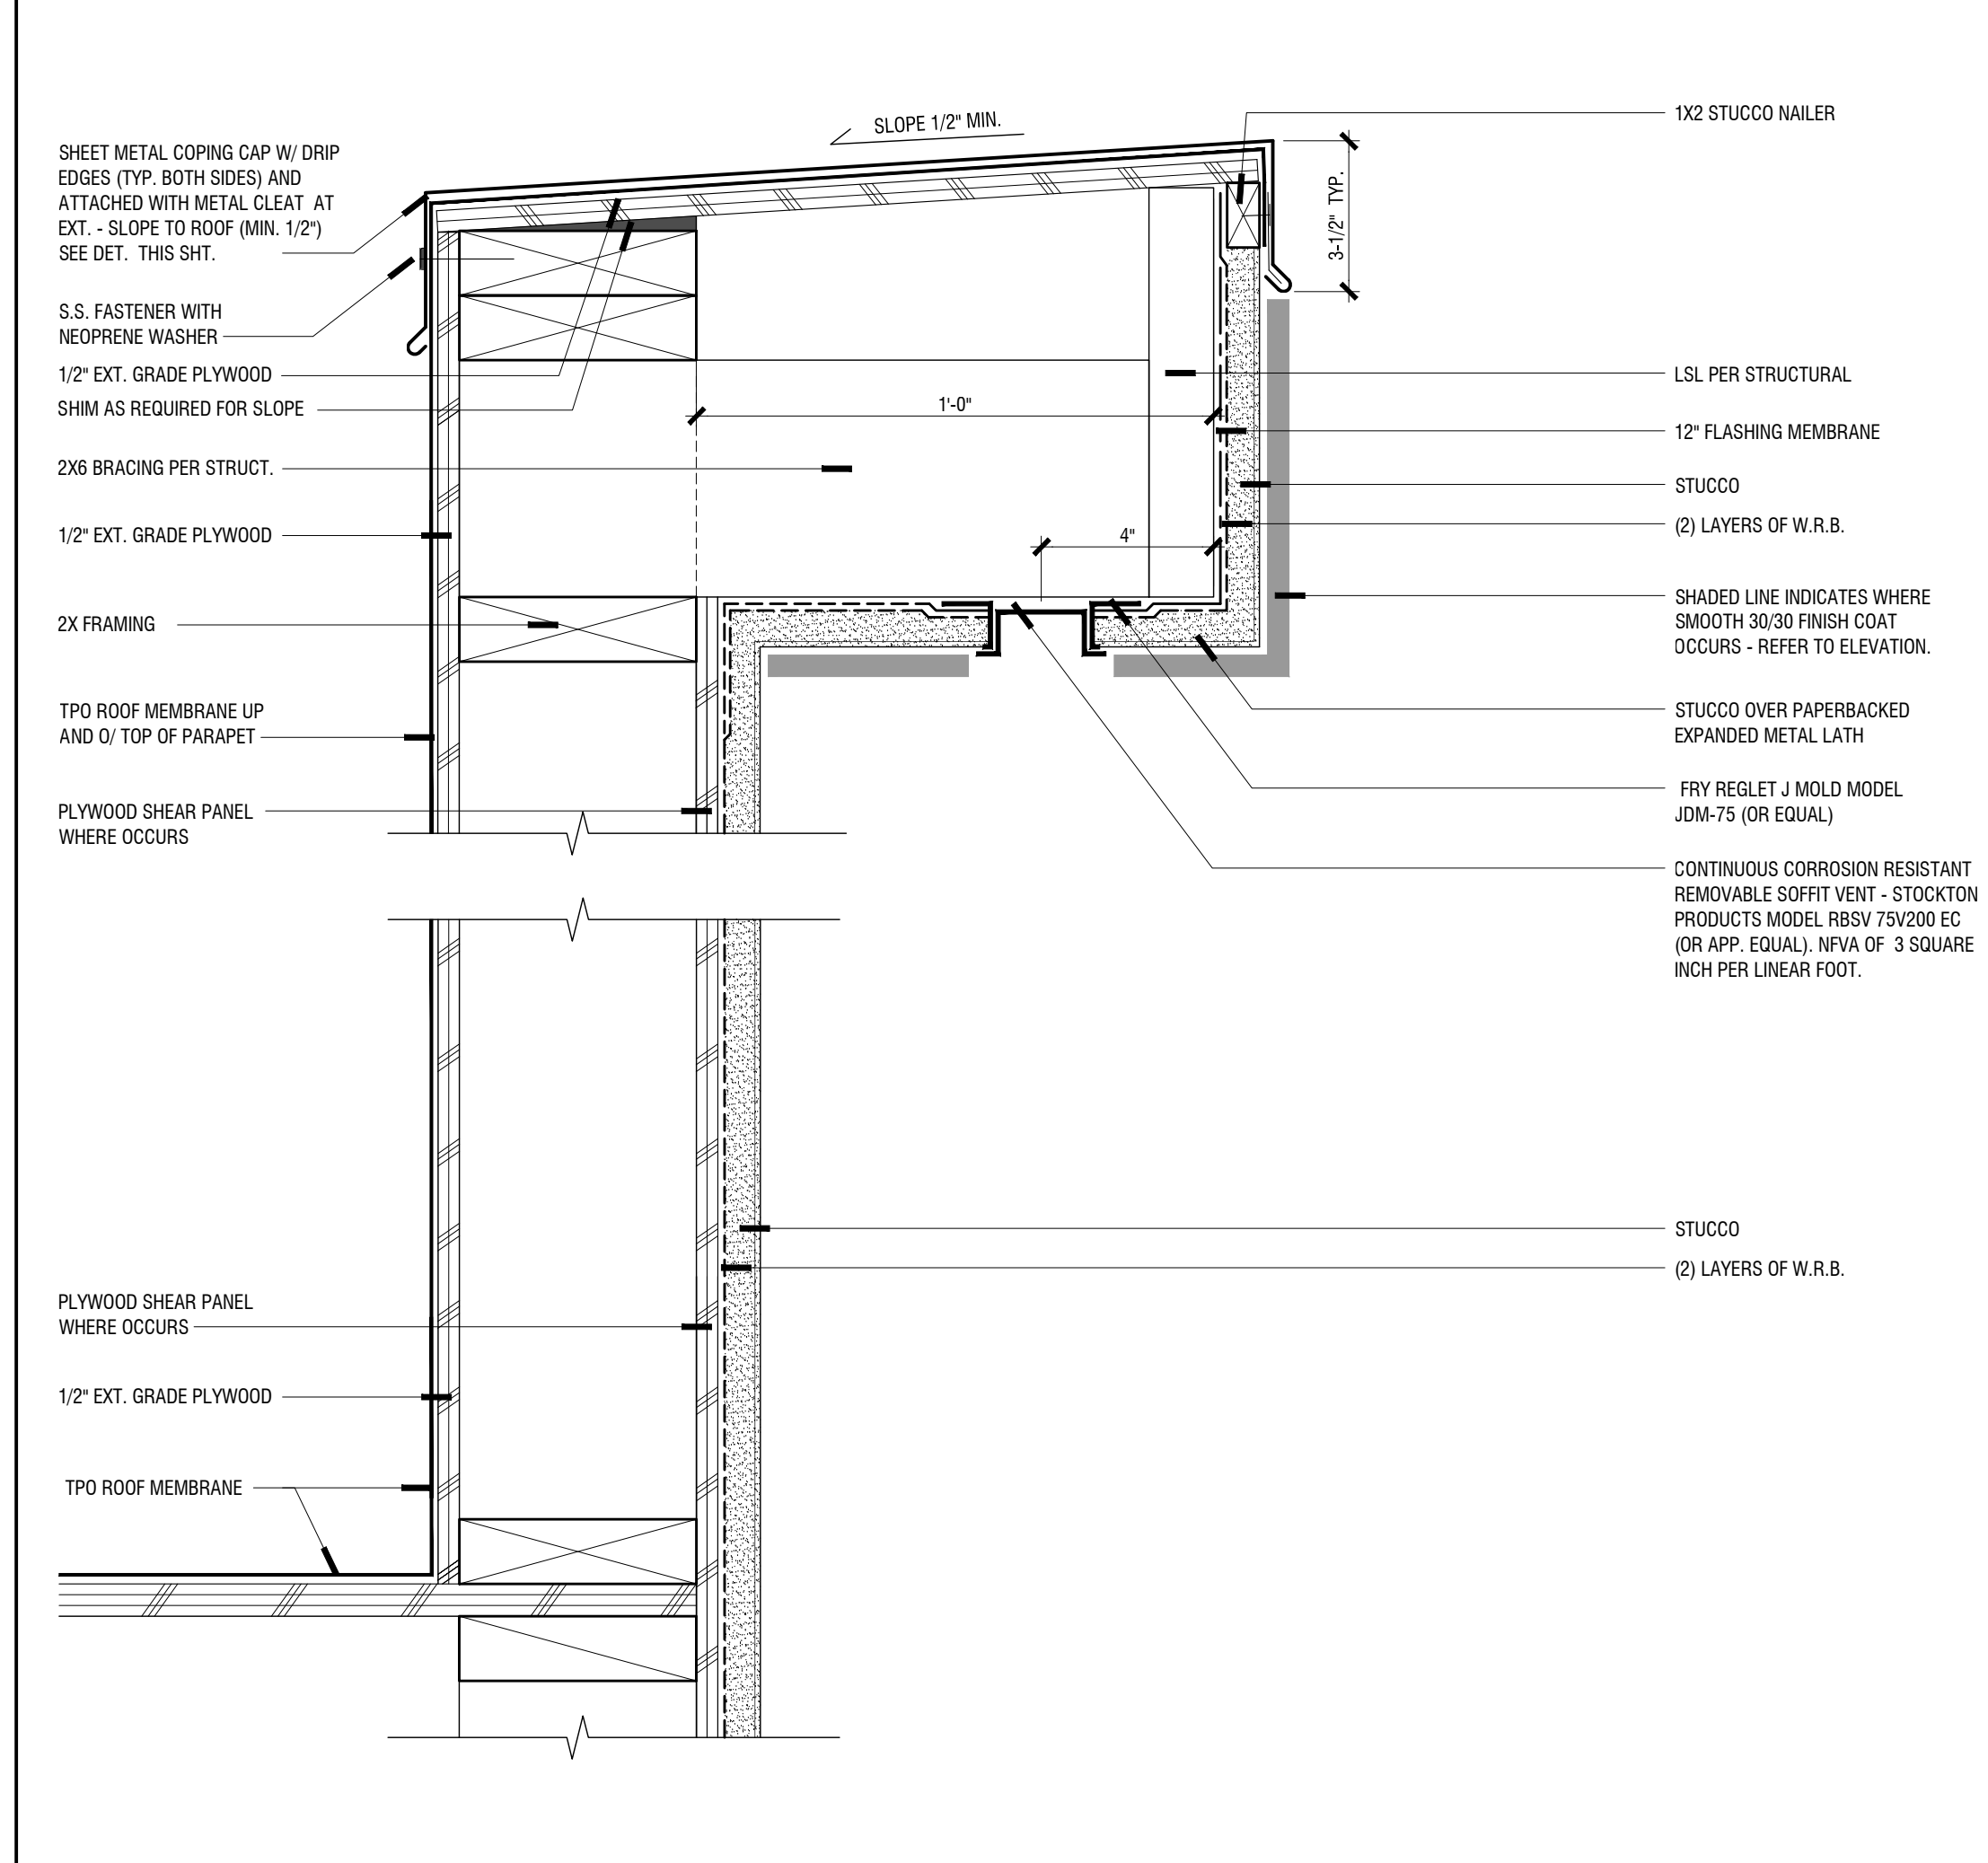 SLOPE 1/2" MIN.
SHEET METAL COPING CAP W/ DRIP
EDGES (TYP. BOTH SIDES) AND
ATTACHED WITH METAL CLEAT AT
EXT. - SLOPE TO ROOF (MIN. 1/2")
SEE DET. THIS SHT.
S.S. FASTENER WITH
NEOPRENE WASHER
1/2" EXT. GRADE PLYWOOD
SHIM AS REQUIRED FOR SLOPE
2X6 BRACING PER STRUCT.
1/2" EXT. GRADE PLYWOOD
2X FRAMING
TPO ROOF MEMBRANE UP
AND O/ TOP OF PARAPET
PLYWOOD SHEAR PANEL
WHERE OCCURS
PLYWOOD SHEAR PANEL
WHERE OCCURS
1/2" EXT. GRADE PLYWOOD
TPO ROOF MEMBRANE
1'-0"
4"
3-1/2" TYP.
1X2 STUCCO NAILER
LSL PER STRUCTURAL
12" FLASHING MEMBRANE
STUCCO
(2) LAYERS OF W.R.B.
SHADED LINE INDICATES WHERE
SMOOTH 30/30 FINISH COAT
OCCURS - REFER TO ELEVATION.
STUCCO OVER PAPERBACKED
EXPANDED METAL LATH
FRY REGLET J MOLD MODEL
JDM-75 (OR EQUAL)
CONTINUOUS CORROSION RESISTANT
REMOVABLE SOFFIT VENT - STOCKTON
PRODUCTS MODEL RBSV 75V200 EC
(OR APP. EQUAL). NFVA OF 3 SQUARE
INCH PER LINEAR FOOT.
STUCCO
(2) LAYERS OF W.R.B.